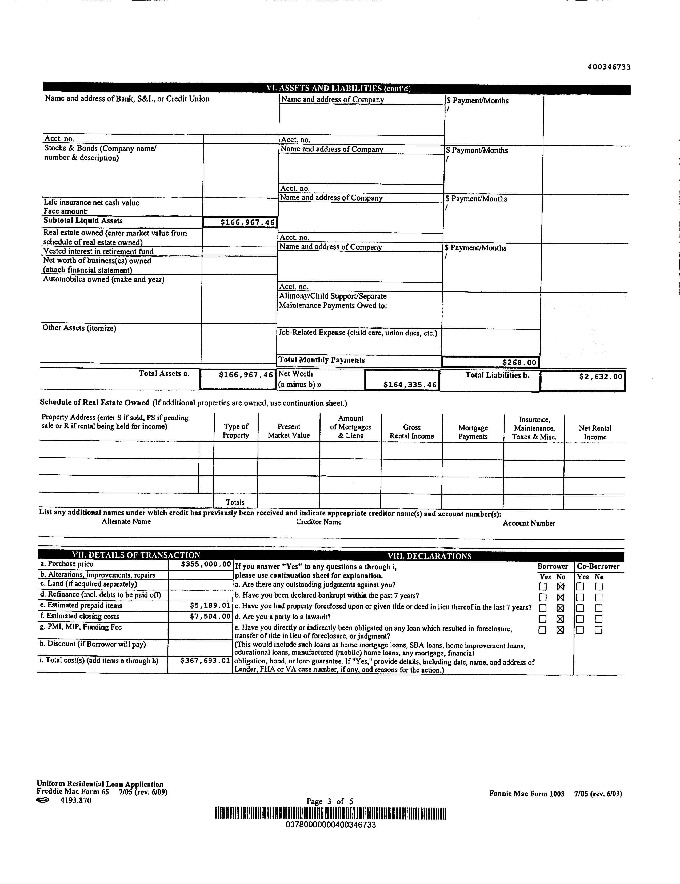 400346733
VI. ASSETS AND LIABILITIES (cont'd)
Name and address of Bank, S&L, or Credit Union
Name and address of Company
$ Payment/Months
/
Acct. no.
Acct. no.
Stocks & Bonds (Company name/
number & description)
Name and address of Company
$ Payment/Months
/
Acct. no.
Life insurance net cash value
Face amount:
Name and address of Company
$ Payment/Months
/
Subtotal Liquid Assets
$166,967.46
Real estate owned (enter market value from
schedule of real estate owned)
Acct. no.
Vested interest in retirement fund
Name and address of Company
$ Payment/Months
/
Net worth of business(es) owned
(attach financial statement)
Automobiles owned (make and year)
Acct. no.
Alimony/Child Support/Separate
Maintenance Payments Owed to:
Other Assets (itemize)
Job-Related Expense (child care, union dues, etc.)
Total Monthly Payments
$268.00
Total Assets a.
$166,967.46
Net Worth
(a minus b)
$164,335.46
Total Liabilities b.
$2,632.00
Schedule of Real Estate Owned (If additional properties are owned, use continuation sheet.)
Property Address (enter S if sold, PS if pending
sale or R if rental being held for income)
Type of
Property
Present
Market Value
Amount
of Mortgages
& Liens
Gross
Rental Income
Mortgage
Payments
Insurance,
Maintenance,
Taxes & Misc.
Net Rental
Income
Totals
List any additional names under which credit has previously been received and indicate appropriate creditor name(s) and account number(s):
Alternate Name
Creditor Name
Account Number
VII. DETAILS OF TRANSACTION
a. Purchase price $355,000.00
b. Alterations, improvements, repairs
c. Land (if acquired separately)
d. Refinance (incl. debts to be paid off)
e. Estimated prepaid items $5,189.01
f. Estimated closing costs $7,504.00
g. PMI, MIP, Funding Fee
h. Discount (if Borrower will pay)
i. Total cost(s) (add items a through h) $367,693.01
VIII. DECLARATIONS
If you answer "Yes" to any questions a through i,
please use continuation sheet for explanation.
Borrower Co-Borrower
Yes No Yes No
a. Are there any outstanding judgments against you?
b. Have you been declared bankrupt within the past 7 years?
c. Have you had property foreclosed upon or given title or deed in lieu thereof in the last 7 years?
d. Are you a party to a lawsuit?
e. Have you directly or indirectly been obligated on any loan which resulted in foreclosure,
transfer of title in lieu of foreclosure, or judgment?
(This would include such loans as home mortgage loans, SBA loans, home improvement loans,
educational loans, manufactured (mobile) home loans, any mortgage, financial
obligation, bond, or loan guarantee. If "Yes," provide details, including date, name, and address of
Lender, FHA or VA case number, if any, and reasons for the action.)
Uniform Residential Loan Application
Freddie Mac Form 65 7/05 (rev. 6/09)
4193.870
Page 3 of 5
Fannie Mae Form 1003 7/05 (rev. 6/09)
03780000000400346733